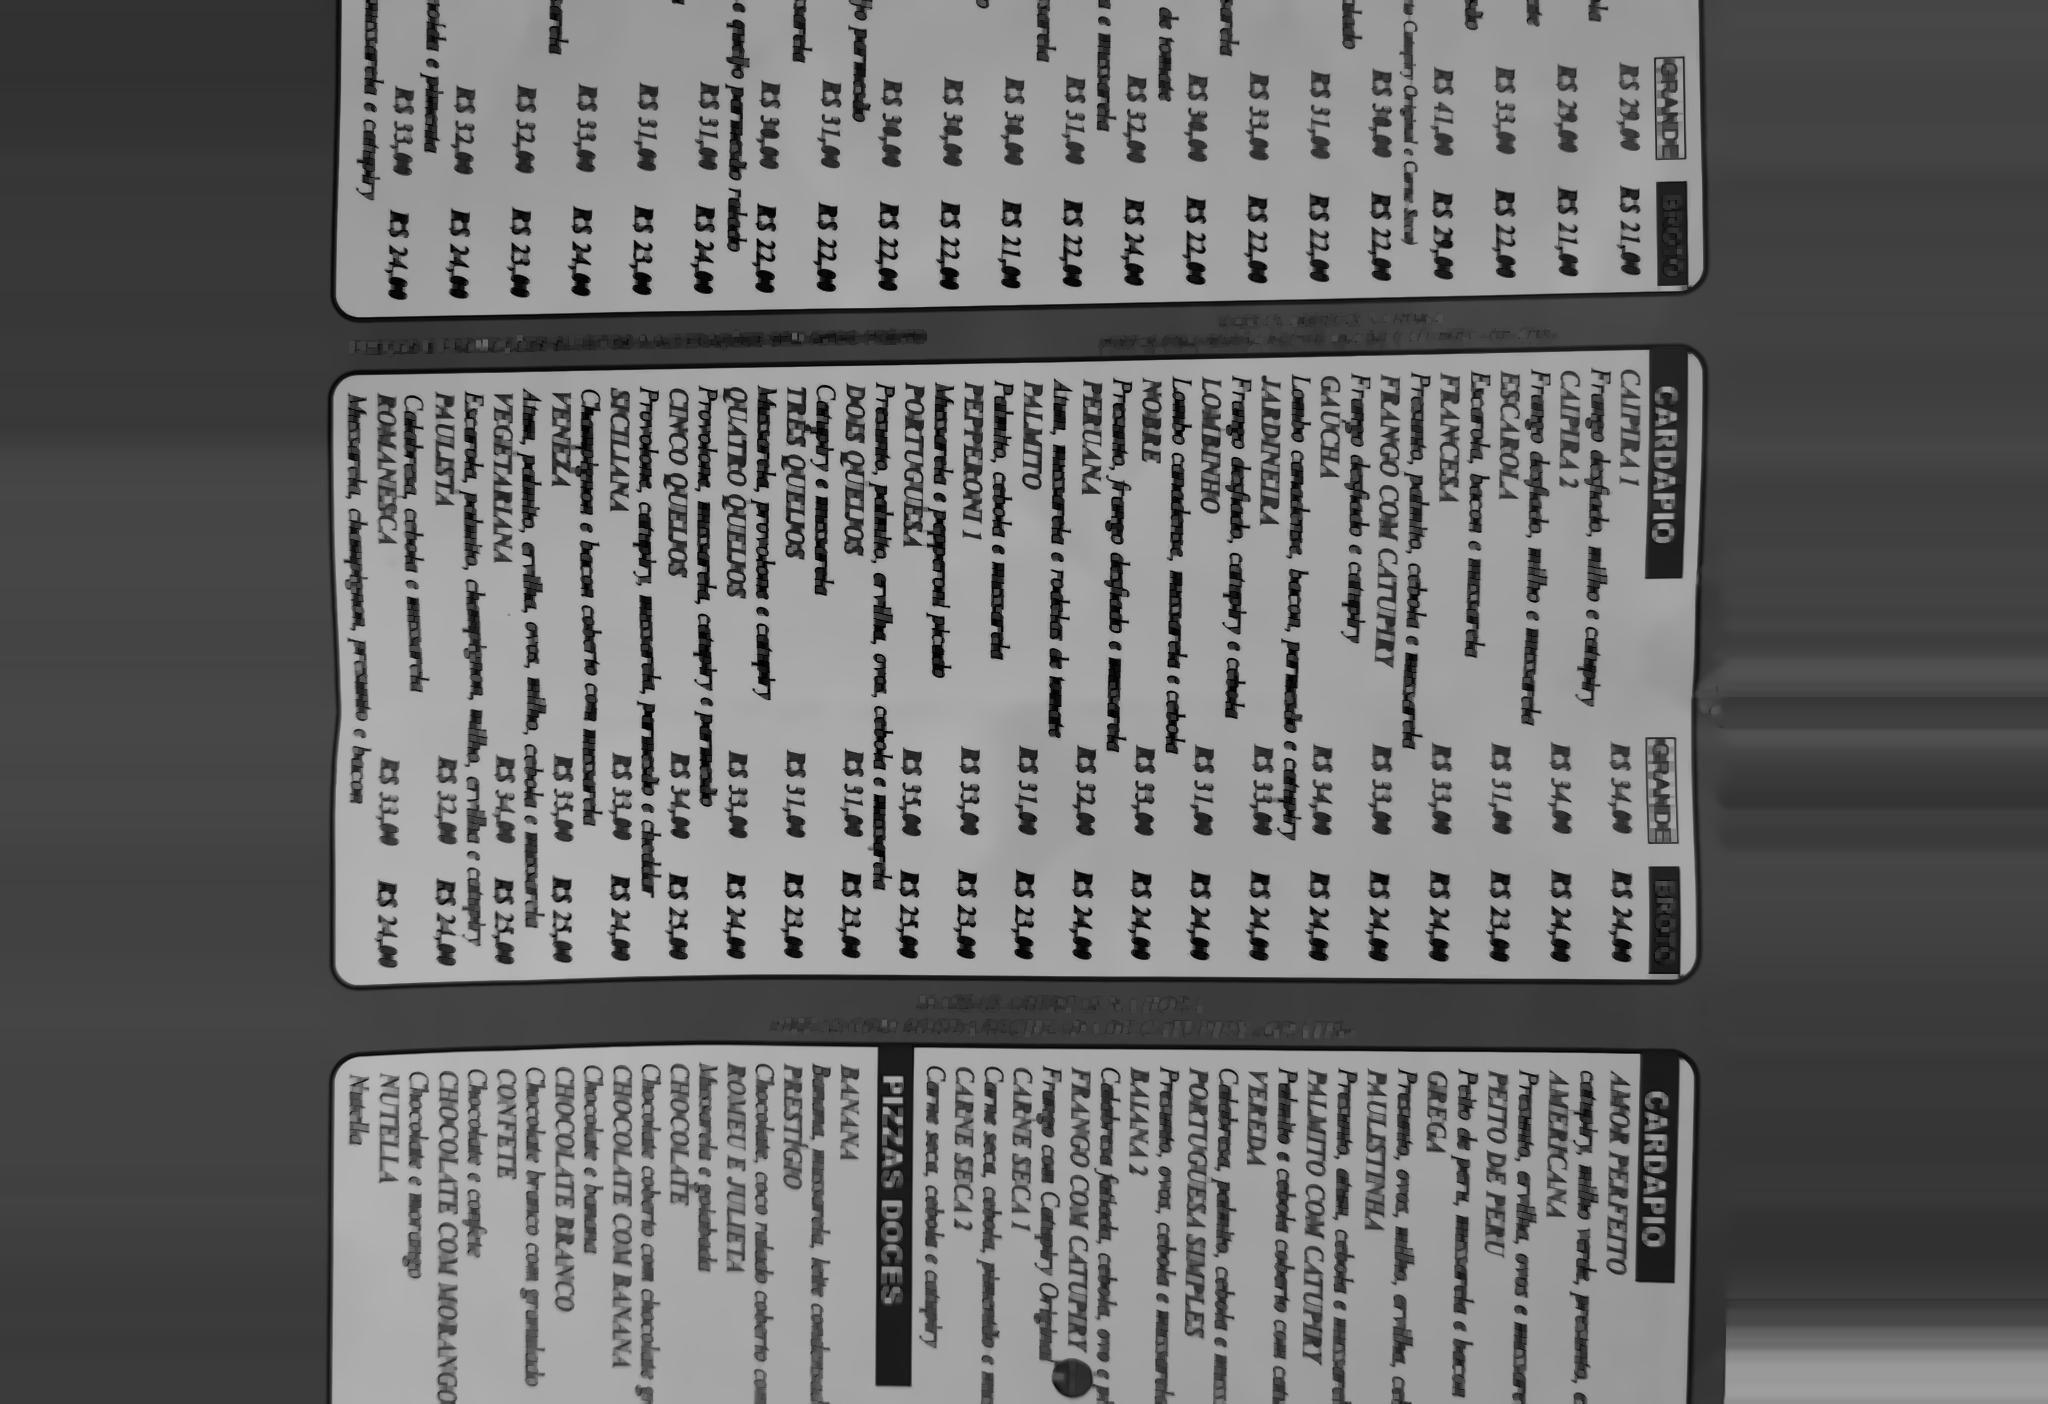 GRANDE BROTO
R$ 29,00 R$ 21,00
R$ 29,00 R$ 21,00
R$ 33,00 R$ 22,00
R$ 41,00 R$ 29,00
Catupiry Original e Carne Seca)
R$ 30,00 R$ 22,00
R$ 31,00 R$ 22,00
R$ 33,00 R$ 22,00
R$ 30,00 R$ 22,00
de tomate
R$ 32,00 R$ 24,00
e mussarela
R$ 31,00 R$ 22,00
R$ 30,00 R$ 21,00
R$ 30,00 R$ 22,00
R$ 30,00 R$ 22,00
parmesão
R$ 31,00 R$ 22,00
R$ 30,00 R$ 22,00
e queijo parmesão ralado
R$ 31,00 R$ 24,00
R$ 31,00 R$ 23,00
R$ 33,00 R$ 24,00
R$ 32,00 R$ 23,00
R$ 32,00 R$ 24,00
e pimenta
R$ 33,00 R$ 24,00
mussarela e catupiry
CARDAPIO GRANDE BROTO
CAIPIRA 1 R$ 34,00 R$ 24,00
Frango desfiado, milho e catupiry
CAIPIRA 2 R$ 34,00 R$ 24,00
Frango desfiado, milho e mussarela
ESCAROLA R$ 31,00 R$ 23,00
Escarola, bacon e mussarela
FRANCESA R$ 33,00 R$ 24,00
Presunto, palmito, cebola e mussarela
FRANGO COM CATUPIRY R$ 33,00 R$ 24,00
Frango desfiado e catupiry
GAÚCHA R$ 34,00 R$ 24,00
Lombo canadense, bacon, parmesão e catupiry
JARDINEIRA R$ 33,00 R$ 24,00
Frango desfiado, catupiry e cebola
LOMBINHO R$ 31,00 R$ 24,00
Lombo canadense, mussarela e cebola
NOBRE R$ 33,00 R$ 24,00
Presunto, frango desfiado e mussarela
PERUANA R$ 32,00 R$ 24,00
Atum, mussarela e rodelas de tomate
PALMITO R$ 31,00 R$ 23,00
Palmito, cebola e mussarela
PEPPERONI 1 R$ 33,00 R$ 23,00
Mussarela e pepperoni picado
PORTUGUESA R$ 35,00 R$ 25,00
Presunto, palmito, ervilha, ovos, cebola e mussarela
DOIS QUEIJOS R$ 31,00 R$ 23,00
Catupiry e mussarela
TRÊS QUEIJOS R$ 31,00 R$ 23,00
Mussarela, provolone e catupiry
QUATRO QUEIJOS R$ 33,00 R$ 24,00
Provolone, mussarela, catupiry e parmesão
CINCO QUEIJOS R$ 34,00 R$ 25,00
Provolone, catupiry, mussarela, parmesão e cheddar
SICILIANA R$ 33,00 R$ 24,00
Champignon e bacon coberto com mussarela
VENEZA R$ 35,00 R$ 25,00
Atum, palmito, ervilha, ovos, milho, cebola e mussarela
VEGETARIANA R$ 34,00 R$ 25,00
Escarola, palmito, champignon, milho, ervilha e catupiry
PAULISTA R$ 32,00 R$ 24,00
Calabresa, cebola e mussarela
ROMANESCA R$ 33,00 R$ 24,00
Mussarela, champignon, presunto e bacon
CARDAPIO
AMOR PERFEITO
catupiry, milho verde, presunto,
AMERICANA
Presunto, ervilha, ovos e
PEITO DE PERU
Peito de peru, mussarela e bacon
GREGA
Presunto, ovos, milho, ervilha,
PAULISTINHA
Presunto, atum, cebola e
PALMITO COM CATUPIRY
Palmito e cebola coberto com
VEREDA
Calabresa, palmito, cebola e
PORTUGUESA SIMPLES
Presunto, ovos, cebola e
BAIANA 2
Calabresa fatiada, cebola, ovo e
FRANGO COM CATUPIRY
Frango com Catupiry Original
CARNE SECA 1
Carne seca, cebola, pimentão e
CARNE SECA 2
Carne seca, cebola e catupiry
PIZZAS DOCES
BANANA
Banana, mussarela, leite
PRESTÍGIO
Chocolate, coco ralado coberto
ROMEU E JULIETA
Mussarela e goiabada
CHOCOLATE
Chocolate coberto com chocolate
CHOCOLATE COM BANANA
Chocolate e banana
CHOCOLATE BRANCO
Chocolate branco com granulado
CONFETE
Chocolate e confete
CHOCOLATE COM MORANGO
Chocolate e morango
NUTELLA
Nutella